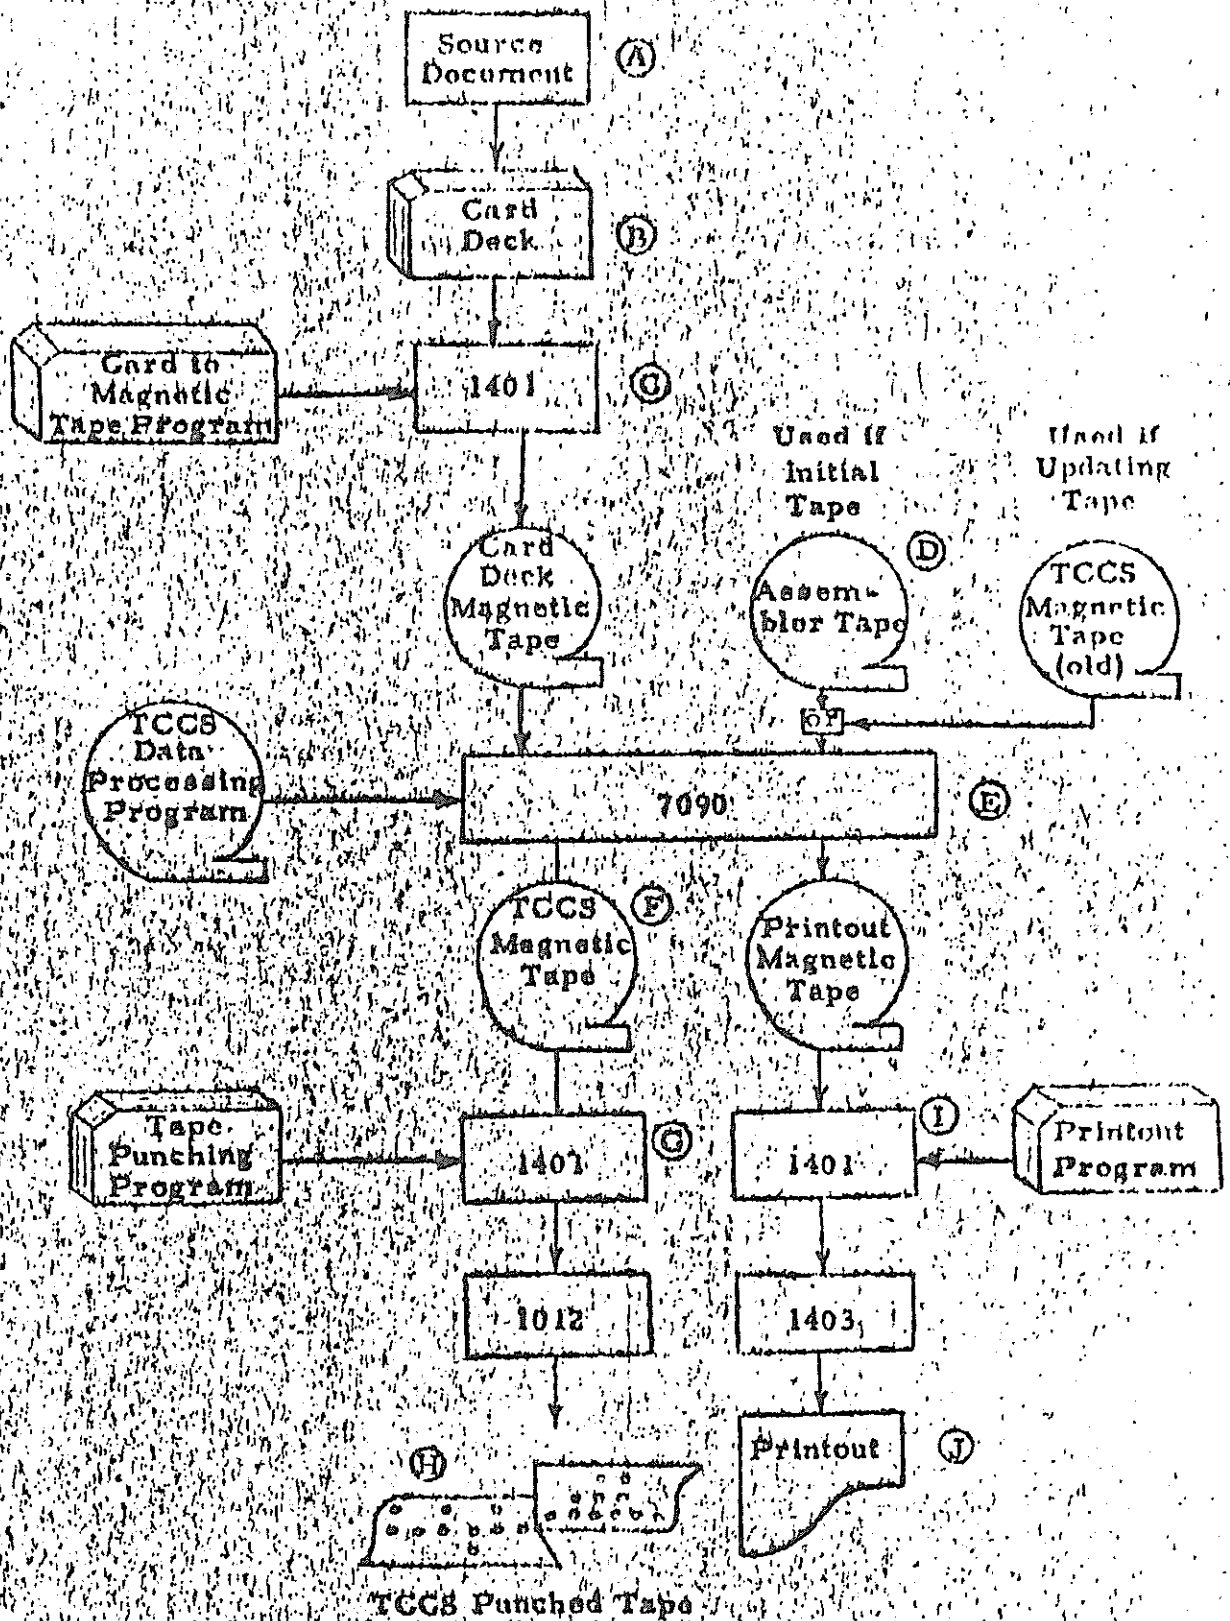 Source
Document
A
Card
Deck
B
Card to
Magnetic
Tape Program
1401
C
Used if
Initial
Tape
Used if
Updating
Tape
Card
Deck
Magnetic
Tape
Assem-
bler Tape
D
TCCS
Magnetic
Tape
(old)
or
TCCS
Data
Processing
Program
7090
E
TCCS
Magnetic
Tape
F
Printout
Magnetic
Tape
Tape
Punching
Program
1401
G
1401
I
Printout
Program
1012
1403
H
Printout
J
TCCS Punched Tape